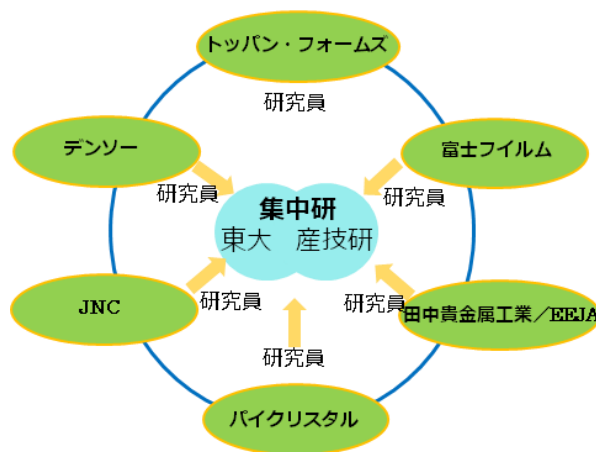 トッパン・フォームズ
研究員
デンソー
富士フイルム
研究員
研究員
集中研
東大　産技研
JNC
研究員
研究員
田中貴金属工業／EEJA
研究員
パイクリスタル